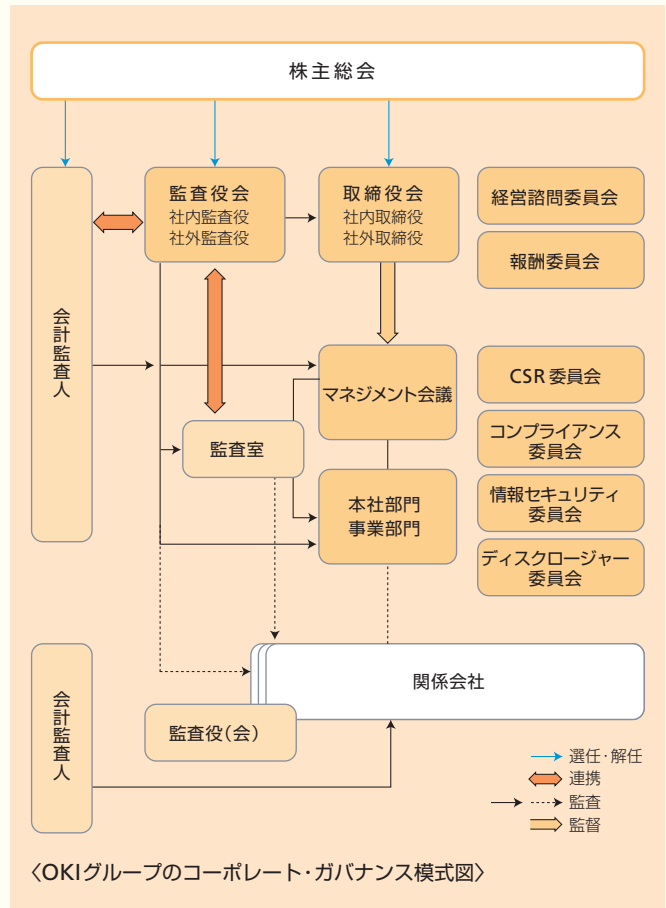 株主総会
監査役会
社内監査役
社外監査役
取締役会
社内取締役
社外取締役
経営諮問委員会
報酬委員会
会計監査人
マネジメント会議
CSR委員会
監査室
コンプライアンス
委員会
本社部門
事業部門
情報セキュリティ
委員会
ディスクロージャー
委員会
会計監査人
関係会社
監査役(会)
選任・解任
連携
監査
監督
〈OKIグループのコーポレート・ガバナンス模式図〉